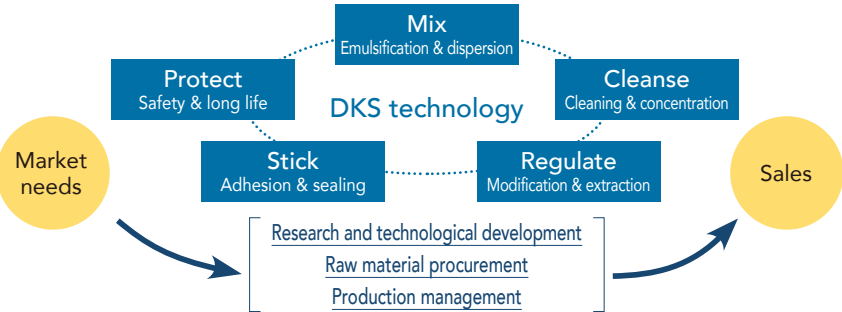 Mix
Emulsification & dispersion
Protect
Safety & long life
Cleanse
Cleaning & concentration
DKS technology
Market
needs
Stick
Adhesion & sealing
Regulate
Modification & extraction
Sales
Research and technological development
Raw material procurement
Production management